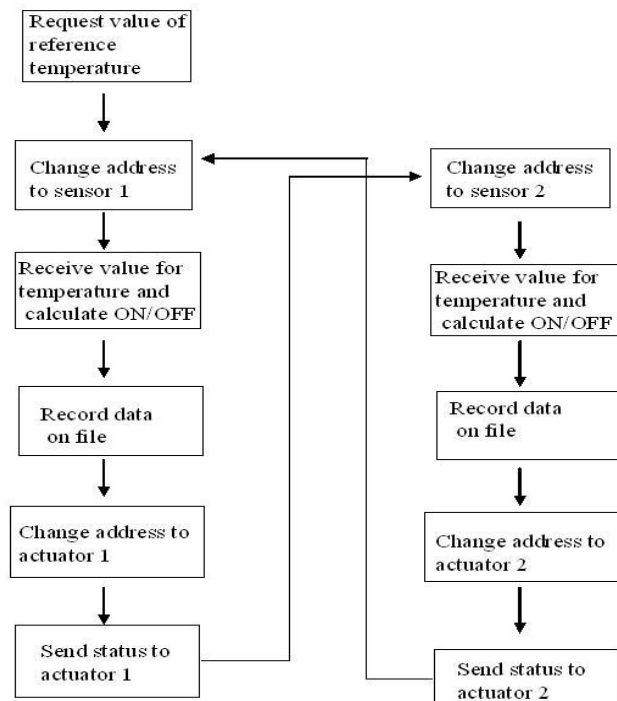 Request value of
reference
temperature
Change address
to sensor 1
Receive value for
temperature and
calculate ON/OFF
Record data
on file
Change address to
actuator 1
Send status to
actuator 1
Change address
to sensor 2
Receive value for
temperature and
calculate ON/OFF
Record data
on file
Change address to
actuator 2
Send status to
actuator 2